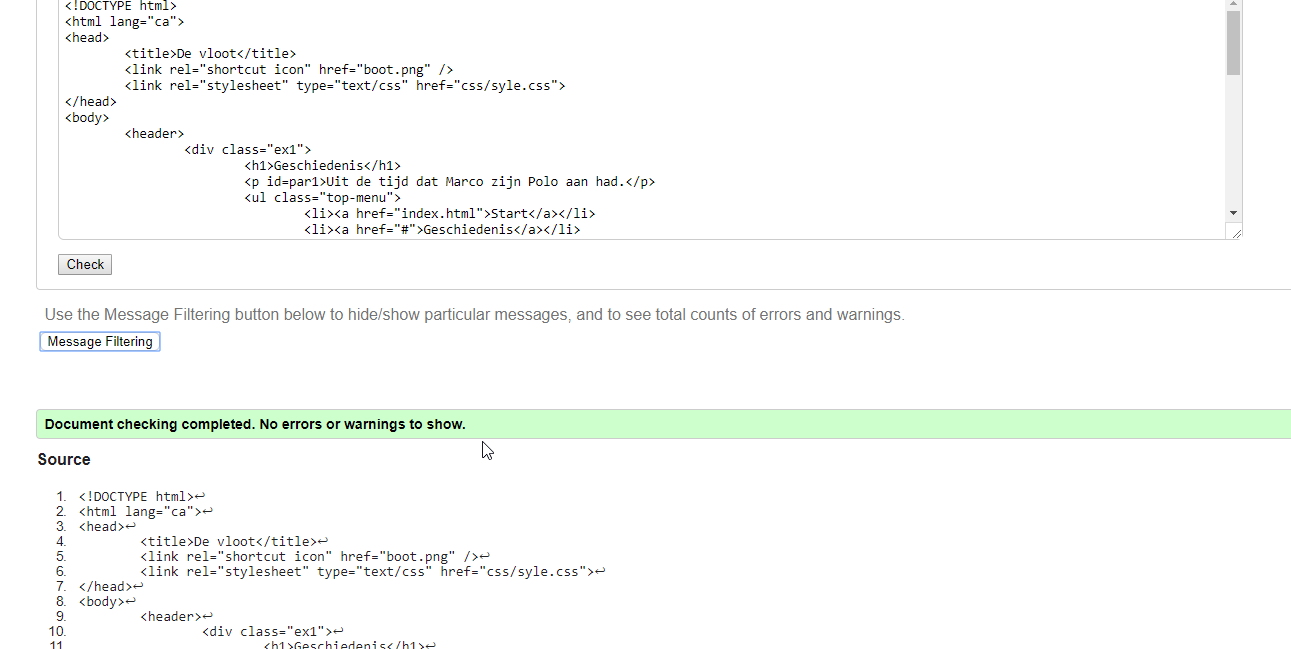 <!DOCTYPE html>
<html lang="ca">
<head>
<title>De vloot</title>
<link rel="shortcut icon" href="boot.png" />
<link rel="stylesheet" type="text/css" href="css/syle.css">
</head>
<body>
<header>
<div class="ex1">
<h1>Geschiedenis</h1>
<p id=par1>Uit de tijd dat Marco zijn Polo aan had.</p>
<ul class="top-menu">
<li><a href="index.html">Start</a></li>
<li><a href="#">Geschiedenis</a></li>
Check
Use the Message Filtering button below to hide/show particular messages, and to see total counts of errors and warnings.
Message Filtering
Document checking completed. No errors or warnings to show.
Source
1. <!DOCTYPE html>↩
2. <html lang="ca">↩
3. <head>↩
4. <title>De vloot</title>↩
5. <link rel="shortcut icon" href="boot.png" />↩
6. <link rel="stylesheet" type="text/css" href="css/syle.css">↩
7. </head>↩
8. <body>↩
9. <header>↩
10. <div class="ex1">↩
11. <h1>Geschiedenis</h1>↩